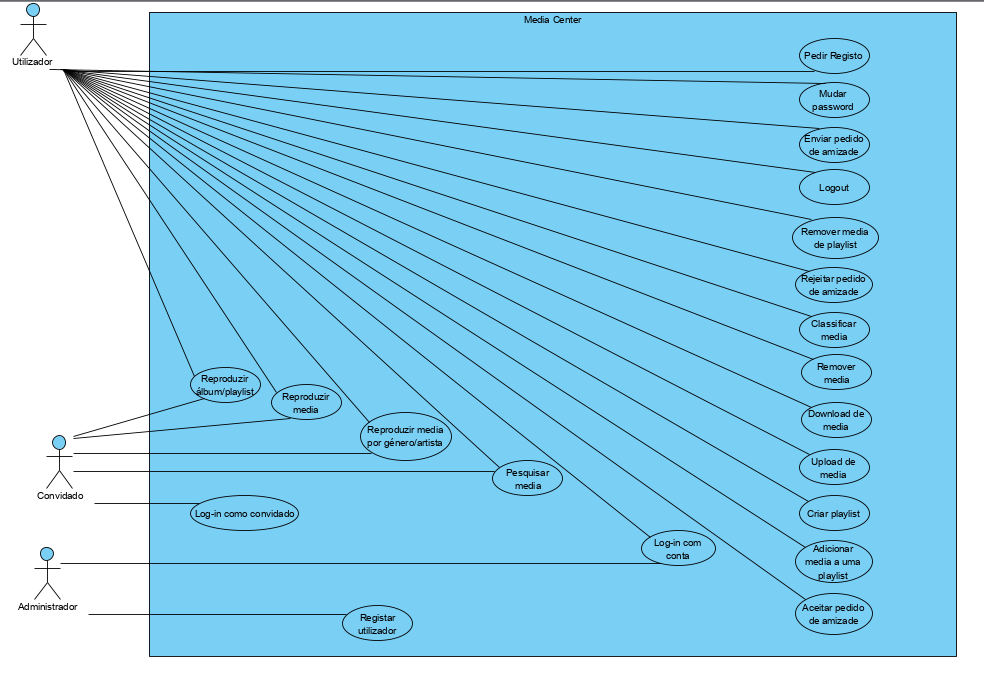 Media Center
Utilizador
Pedir Registo
Mudar
password
Enviar pedido
de amizade
Logout
Remover media
de playlist
Rejeitar pedido
de amizade
Classificar
media
Remover
media
Download de
media
Upload de
media
Criar playlist
Adicionar
media a uma
playlist
Aceitar pedido
de amizade
Reproduzir
álbum/playlist
Reproduzir
media
Reproduzir media
por género/artista
Pesquisar
media
Convidado
Log-in como convidado
Log-in com
conta
Administrador
Registar
utilizador